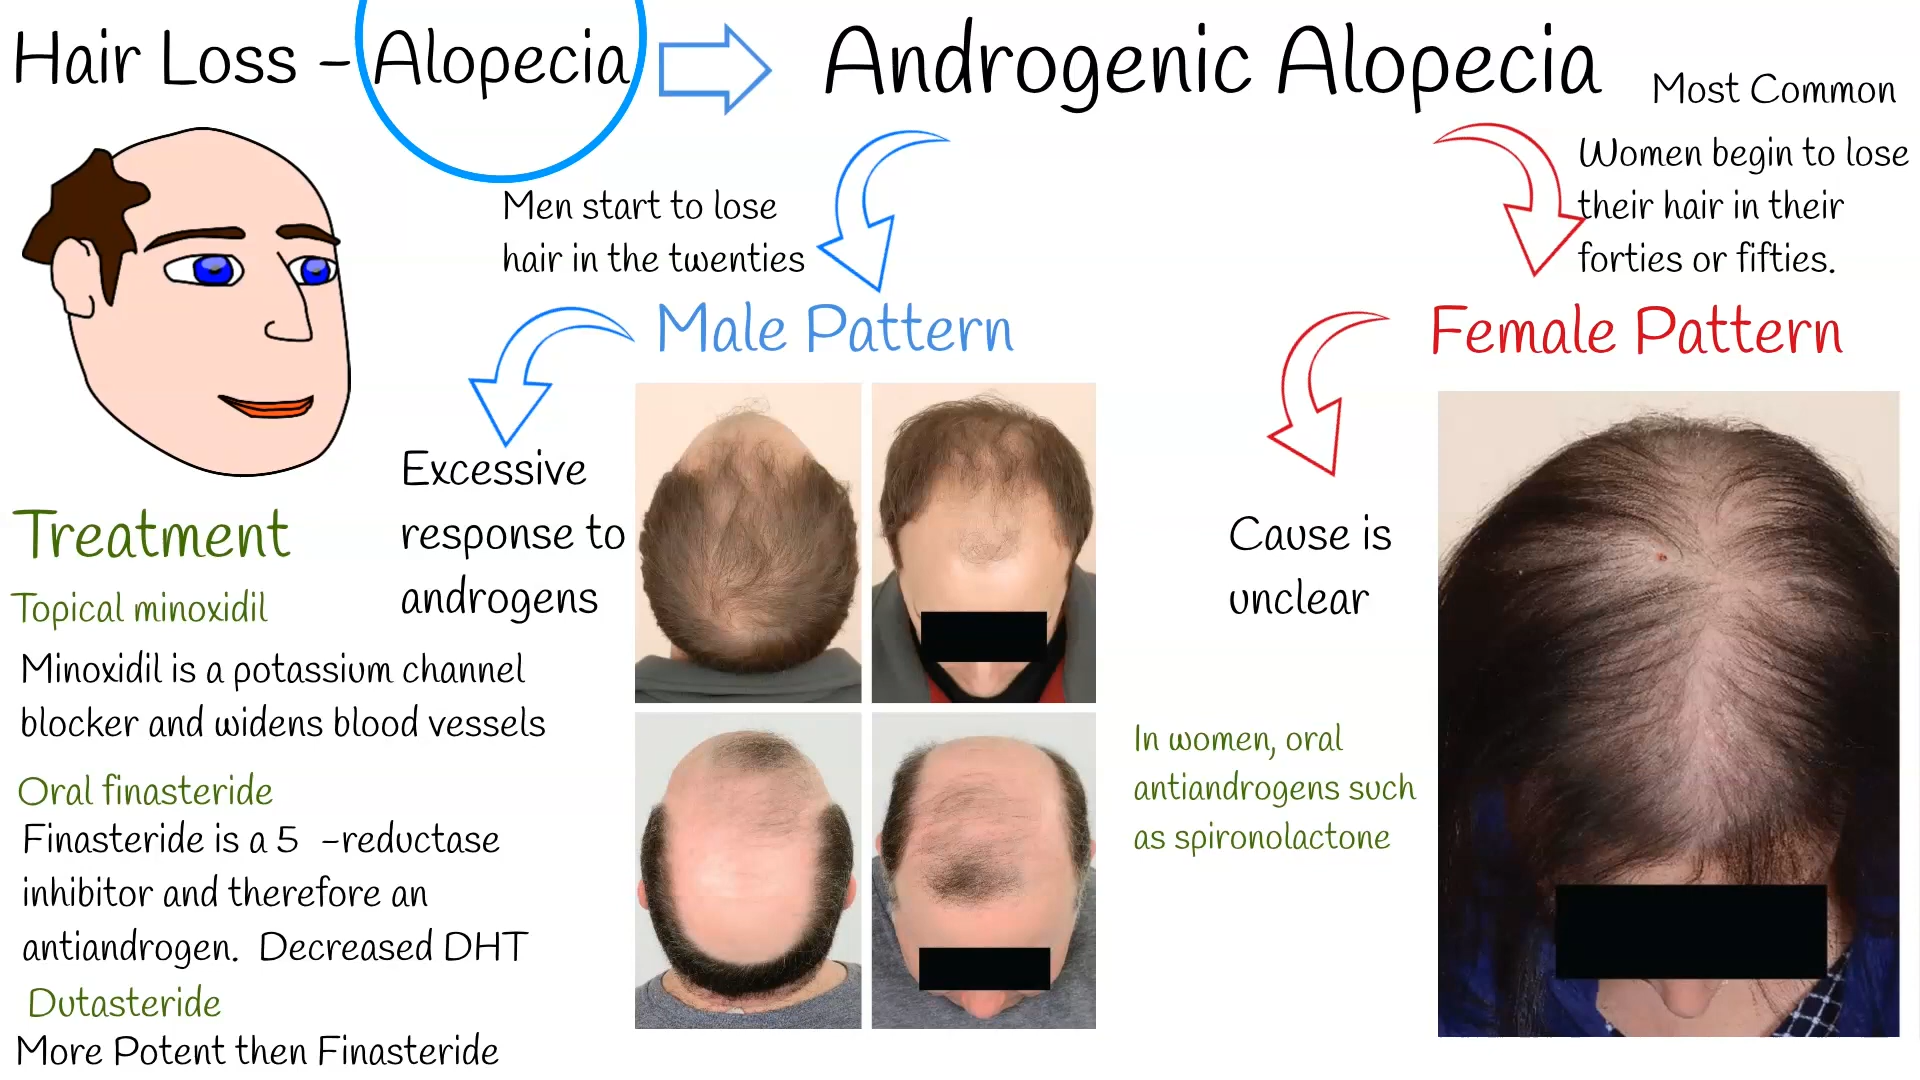 Hair Loss - Alopecia
Androgenic Alopecia
Most Common
Men start to lose
hair in the twenties
Women begin to lose
their hair in their
forties or fifties.
Male Pattern
Female Pattern
Excessive
response to
androgens
Cause is
unclear
Treatment
Topical minoxidil
Minoxidil is a potassium channel
blocker and widens blood vessels
Oral finasteride
Finasteride is a 5 -reductase
inhibitor and therefore an
antiandrogen. Decreased DHT
Dutasteride
More Potent then Finasteride
In women, oral
antiandrogens such
as spironolactone